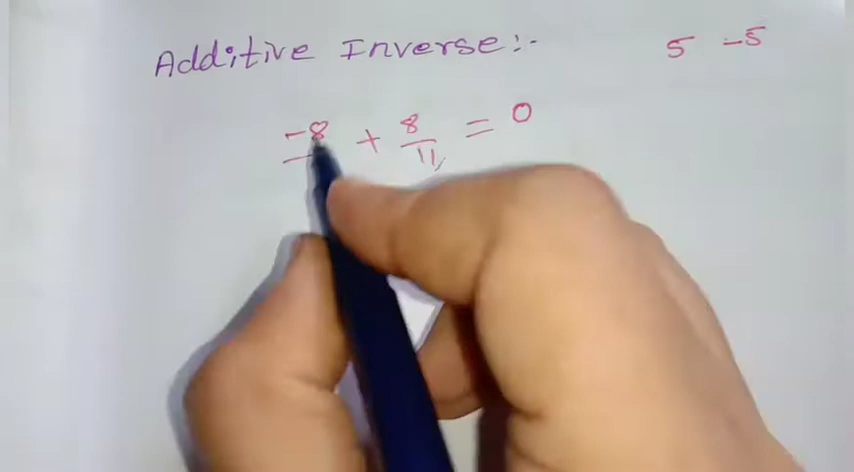 Additive Inverse :- 5 -5
-8 + 8/11 = 0